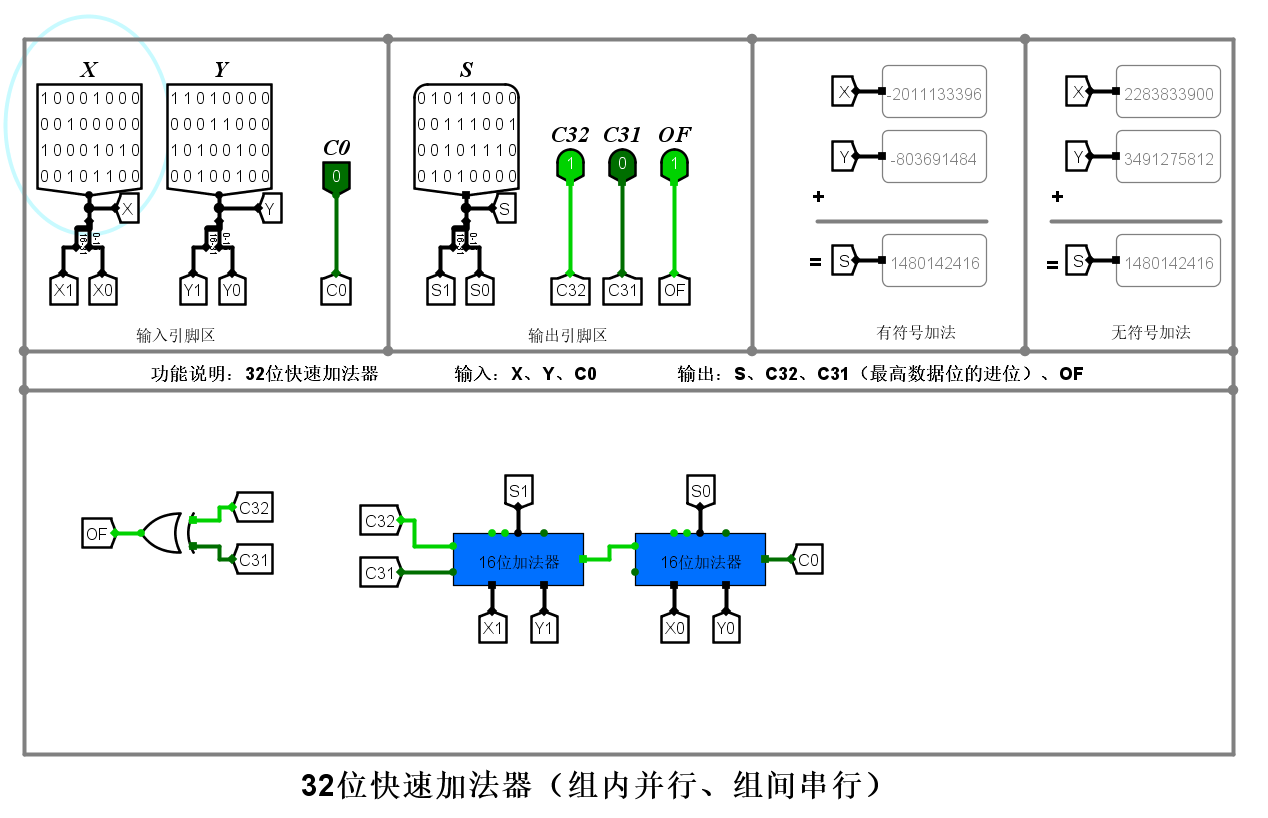 X
10001000
00100000
10001010
00101100
Y
11010000
00011000
10100100
00100100
C0
0
X
Y
X1
X0
Y1
Y0
C0
输入引脚区
S
01011000
00111001
00101110
01010000
C32
C31
OF
1
0
1
S
S1
S0
C32
C31
OF
输出引脚区
X
-2011133396
Y
-803691484
+
=
S
1480142416
有符号加法
X
2283833900
Y
3491275812
+
=
S
1480142416
无符号加法
功能说明：32位快速加法器
输入：X、Y、C0
输出：S、C32、C31（最高数据位的进位）、OF
OF
C32
C31
C32
C31
S1
16位加法器
X1
Y1
S0
16位加法器
X0
Y0
C0
32位快速加法器（组内并行、组间串行）